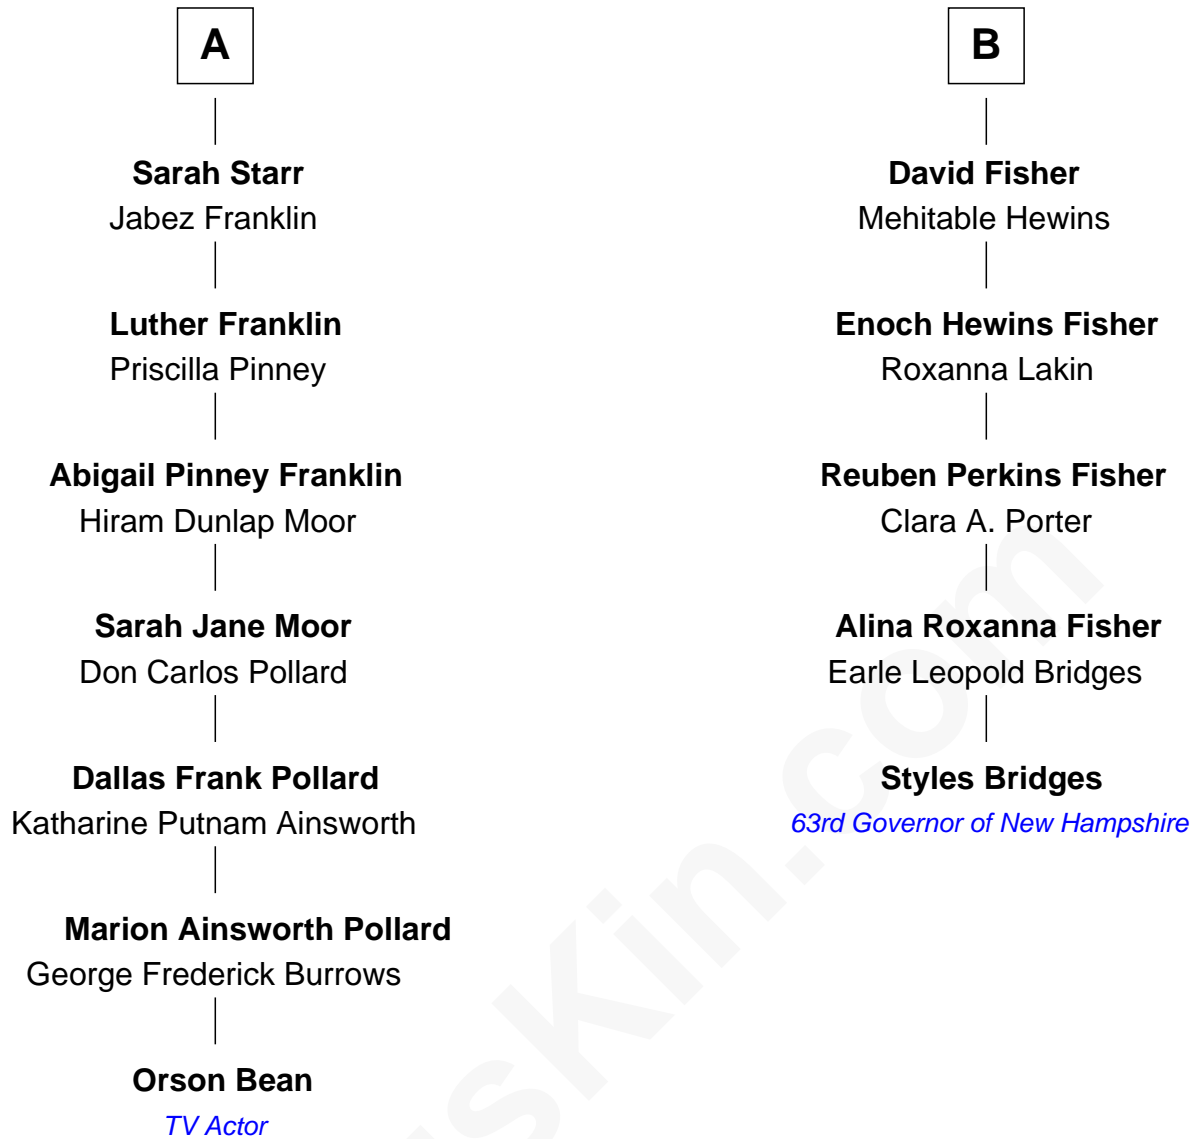 A
Sarah Starr
Jabez Franklin
Luther Franklin
Priscilla Pinney
Abigail Pinney Franklin
Hiram Dunlap Moor
Sarah Jane Moor
Don Carlos Pollard
Dallas Frank Pollard
Katharine Putnam Ainsworth
Marion Ainsworth Pollard
George Frederick Burrows
Orson Bean
TV Actor
B
David Fisher
Mehitable Hewins
Enoch Hewins Fisher
Roxanna Lakin
Reuben Perkins Fisher
Clara A. Porter
Alina Roxanna Fisher
Earle Leopold Bridges
Styles Bridges
63rd Governor of New Hampshire